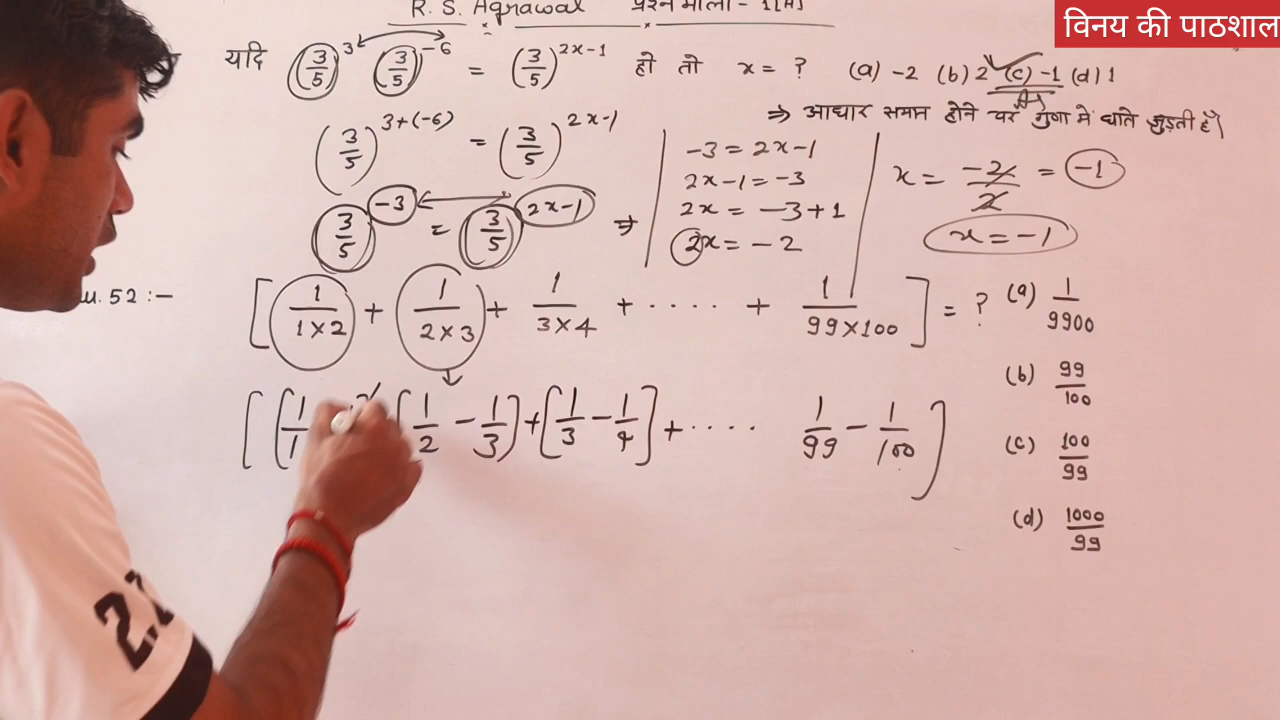 विनय की पाठशाल
R. S. Agrawal प्रश्नमाला - 1[A]
यदि (3/5)^3 (3/5)^-6 = (3/5)^2x-1 हो तो x = ? (a) -2 (b) 2 (c) -1 (d) 1
⇒ आधार समान होने पर गुणा में घाते जुड़ती हैं|
(3/5)^3+(-6) = (3/5)^2x-1
(3/5)^-3 = (3/5)^2x-1 ⇒
-3 = 2x-1
2x-1 = -3
2x = -3+1
2x = -2
x = -2/2 = -1
x = -1
52 :-
[ 1/1×2 + 1/2×3 + 1/3×4 + .... + 1/99×100 ] = ? (a) 1/9900
(b) 99/100
(c) 100/99
(d) 1000/99
[ [1/1 [1/2 - 1/3) + [1/3 - 1/4] + .... 1/99 - 1/100 ]